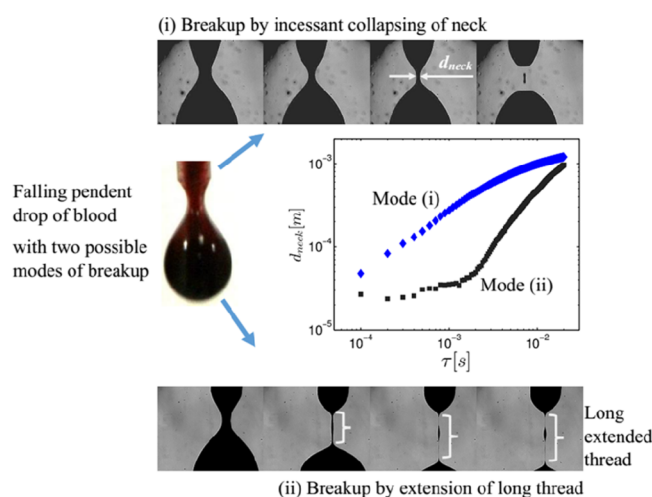 (i) Breakup by incessant collapsing of neck
d_neck
Falling pendent
drop of blood
with two possible
modes of breakup
d_neck[m]
10⁻³
10⁻⁴
10⁻⁵
Mode (i)
Mode (ii)
10⁻⁴
10⁻³
10⁻²
τ[s]
Long
extended
thread
(ii) Breakup by extension of long thread